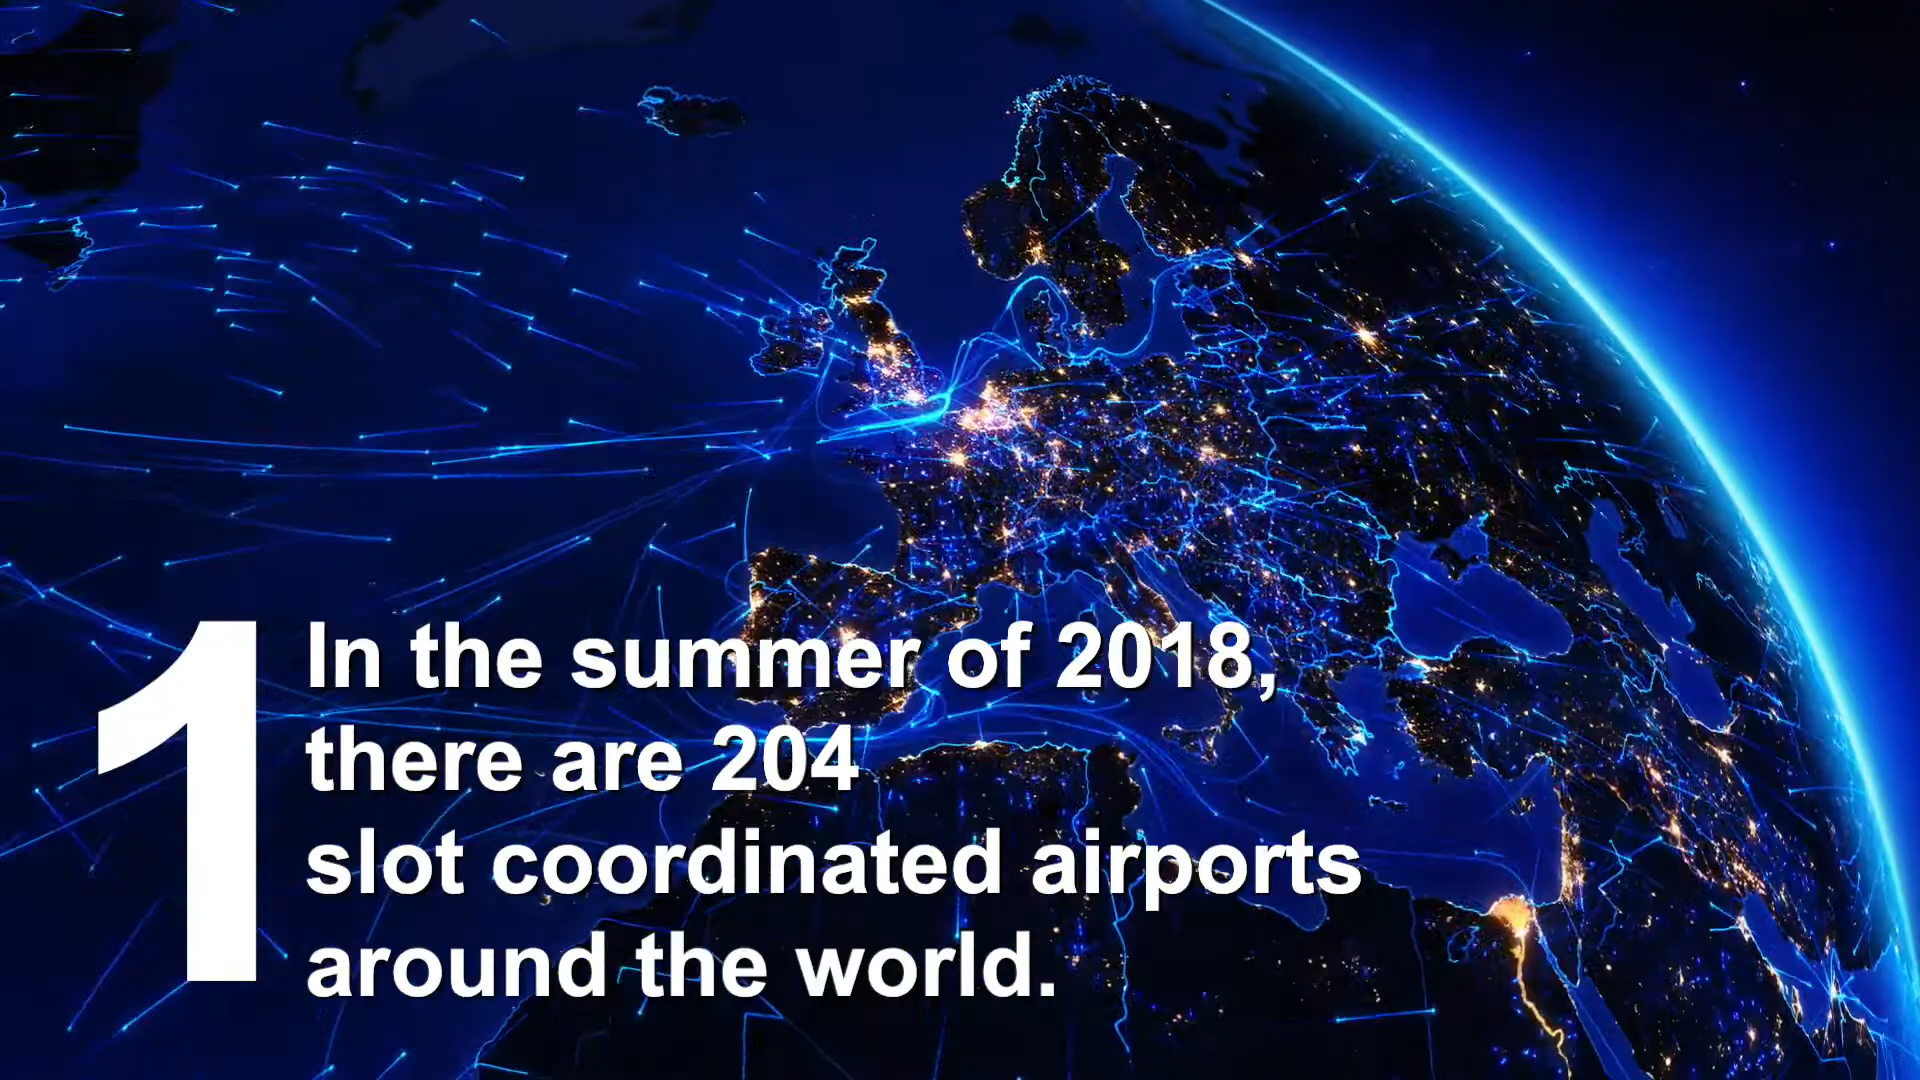 1
In the summer of 2018,
there are 204
slot coordinated airports
around the world.